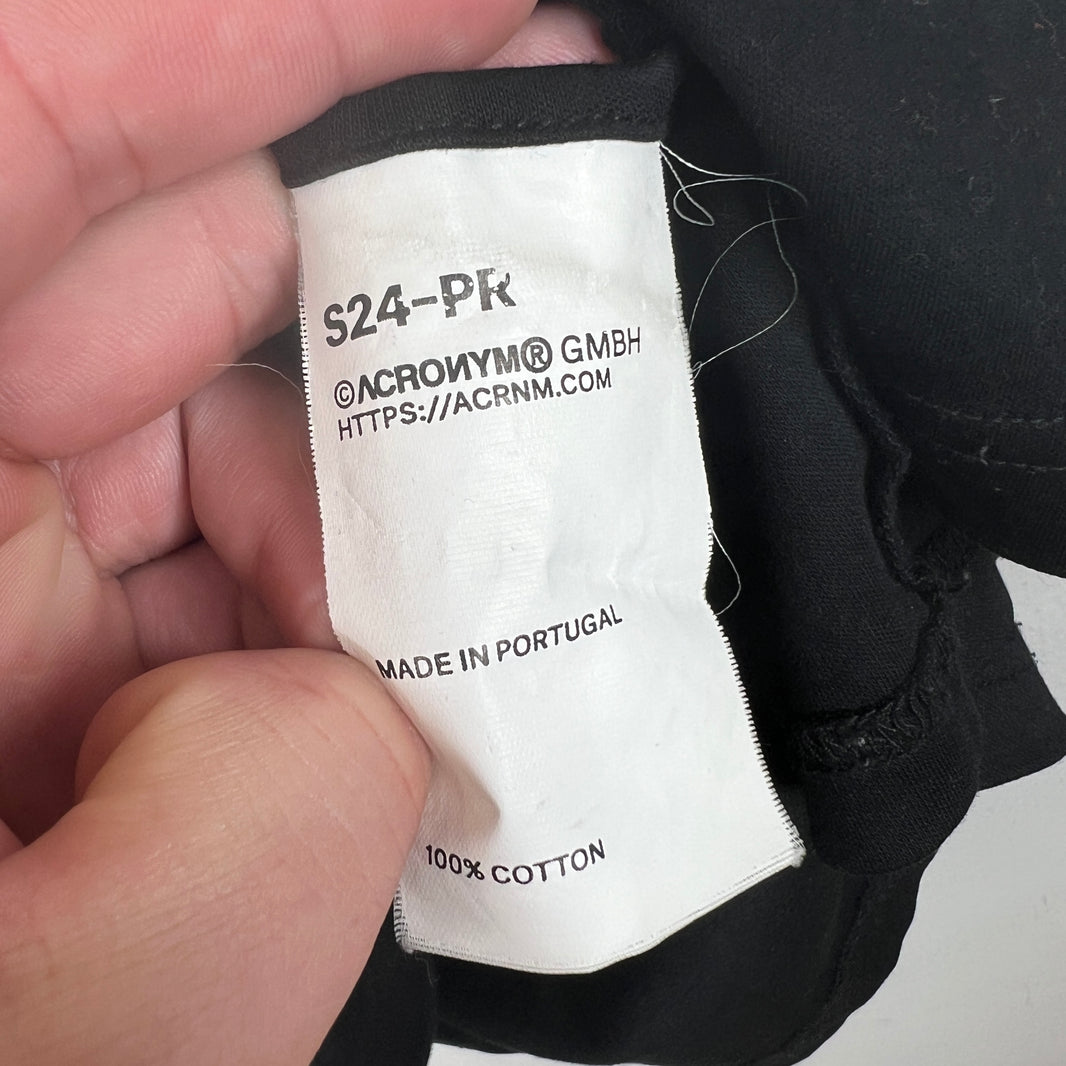 S24-PR
©ACRONYM® GMBH
HTTPS://ACRNM.COM
MADE IN PORTUGAL
100% COTTON